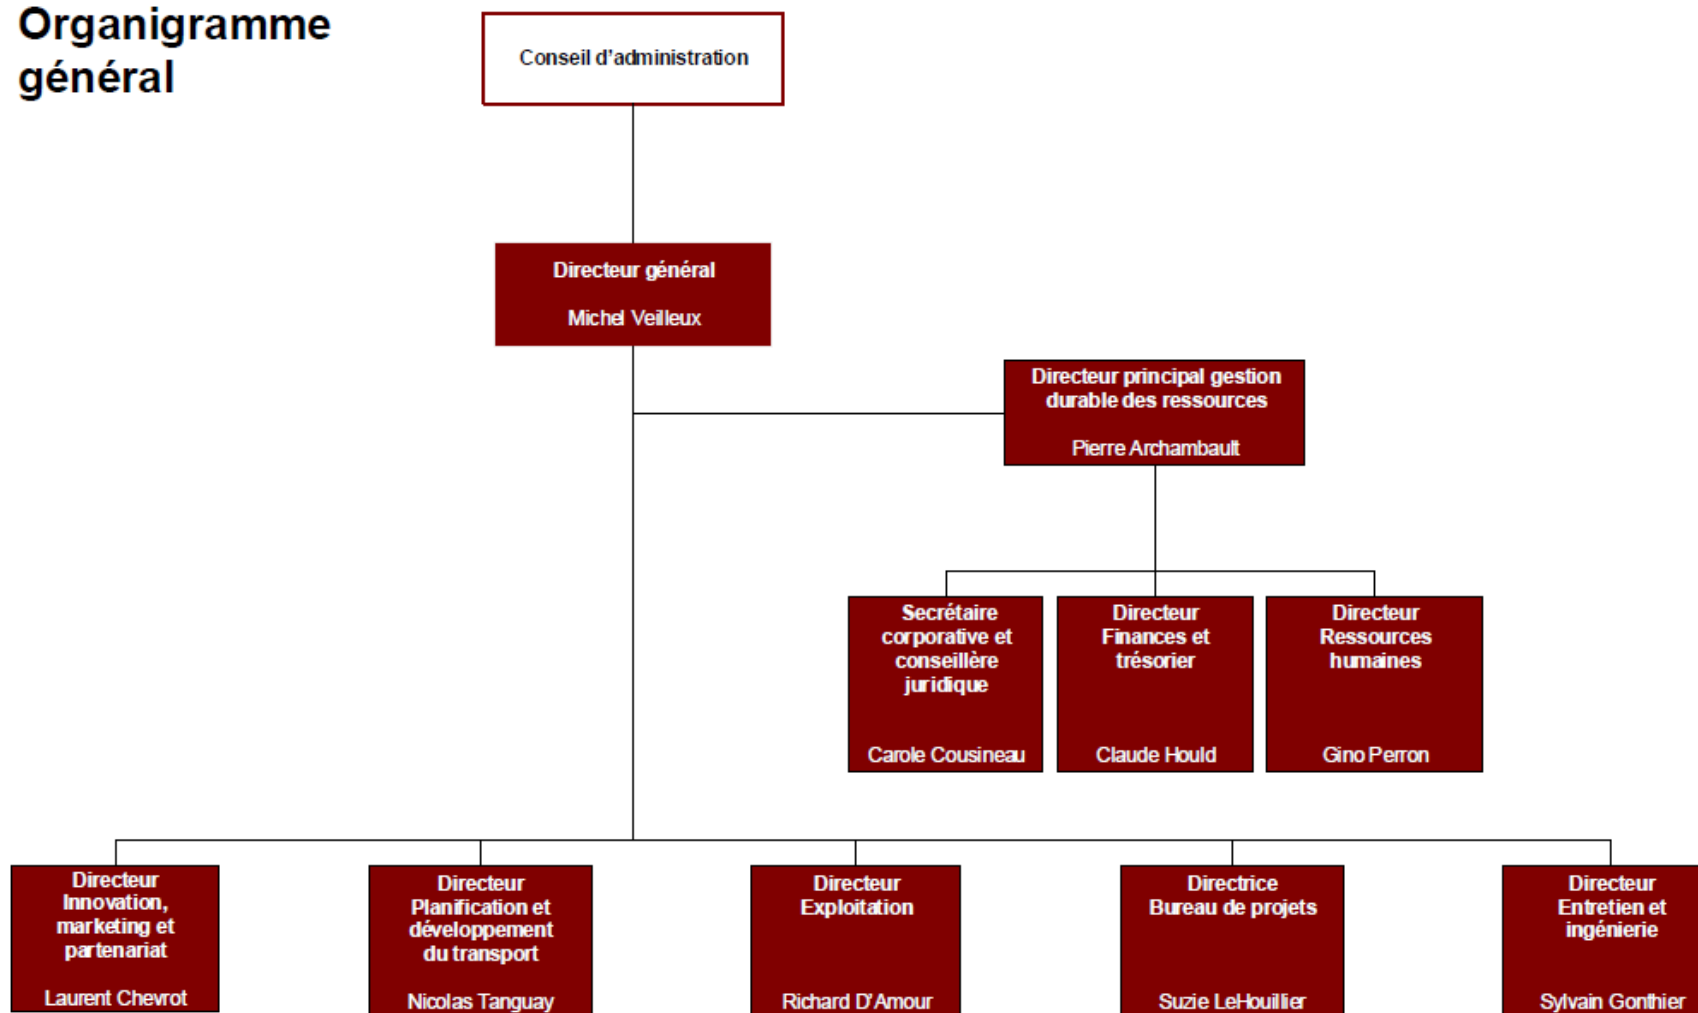 Organigramme
général
Conseil d'administration
Directeur général
Michel Veilleux
Directeur principal gestion
durable des ressources
Pierre Archambault
Secrétaire
corporative et
conseillère
juridique
Carole Cousineau
Directeur
Finances et
trésorier
Claude Hould
Directeur
Ressources
humaines
Gino Perron
Directeur
Innovation,
marketing et
partenariat
Laurent Chevrot
Directeur
Planification et
développement
du transport
Nicolas Tanguay
Directeur
Exploitation
Richard D'Amour
Directrice
Bureau de projets
Suzie LeHouillier
Directeur
Entretien et
ingénierie
Sylvain Gonthier